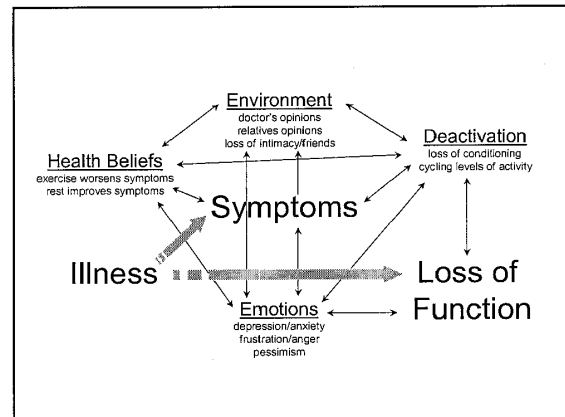 Environment
doctor's opinions
relatives opinions
loss of intimacy/friends
Deactivation
loss of conditioning
cycling levels of activity
Health Beliefs
exercise worsens symptoms
rest improves symptoms
Symptoms
Illness
Loss of
Function
Emotions
depression/anxiety
frustration/anger
pessimism